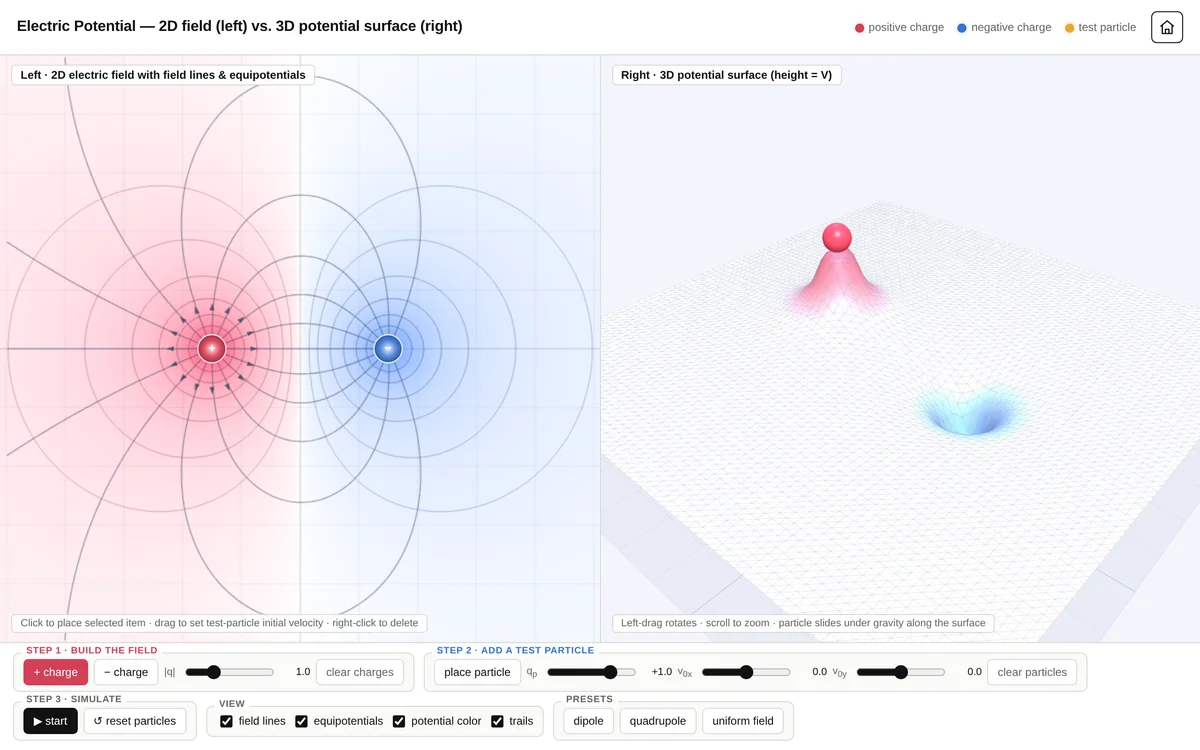 Electric Potential — 2D field (left) vs. 3D potential surface (right)
positive charge
negative charge
test particle
Left · 2D electric field with field lines & equipotentials
Right · 3D potential surface (height = V)
+
−
Click to place selected item · drag to set test-particle initial velocity · right-click to delete
Left-drag rotates · scroll to zoom · particle slides under gravity along the surface
STEP 1 · BUILD THE FIELD
+ charge
− charge
|q|
1.0
clear charges
STEP 2 · ADD A TEST PARTICLE
place particle
qp
+1.0
v0x
0.0
v0y
0.0
clear particles
STEP 3 · SIMULATE
▶ start
↺ reset particles
VIEW
field lines
equipotentials
potential color
trails
PRESETS
dipole
quadrupole
uniform field